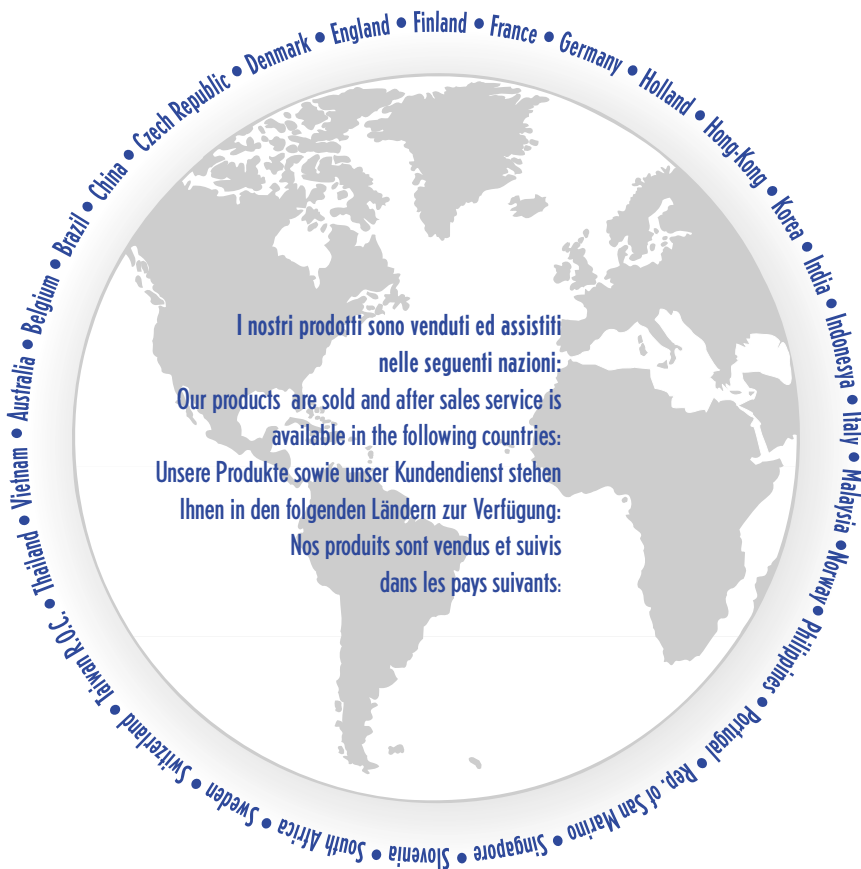 Australia • Belgium • Brazil • China • Czech Republic • Denmark • England • Finland • France • Germany • Holland • Hong-Kong • Korea • India • Indonesya • Italy • Malaysia • Norway • Philippines • Portugal • Rep. of San Marino • Singapore • Slovenia • South Africa • Sweden • Switzerland • Taiwan R.O.C. • Thailand • Vietnam •
I nostri prodotti sono venduti ed assistiti
nelle seguenti nazioni:
Our products are sold and after sales service is
available in the following countries:
Unsere Produkte sowie unser Kundendienst stehen
Ihnen in den folgenden Ländern zur Verfügung:
Nos produits sont vendus et suivis
dans les pays suivants: